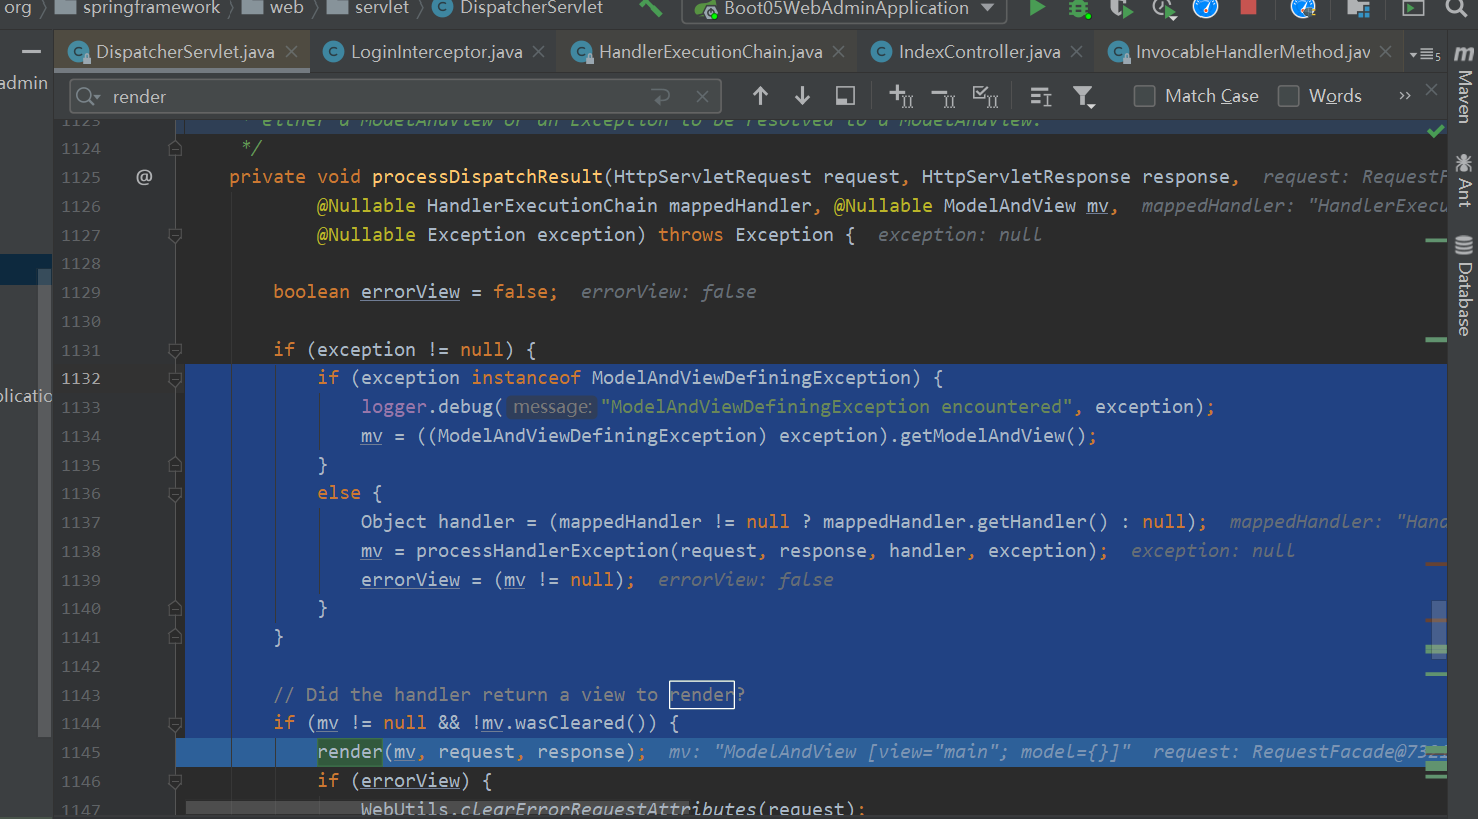 org springframework web servlet DispatcherServlet Boot05WebAdminApplication
DispatcherServlet.java LoginInterceptor.java HandlerExecutionChain.java IndexController.java InvocableHandlerMethod.jav 5
admin
render Match Case Words
Maven
Ant
Database
plicatio
1123 * either a ModelAndView or an Exception to be resolved to a ModelAndView.
1124 */
1125 @ private void processDispatchResult(HttpServletRequest request, HttpServletResponse response, request: RequestF
1126 @Nullable HandlerExecutionChain mappedHandler, @Nullable ModelAndView mv, mappedHandler: "HandlerExecu
1127 @Nullable Exception exception) throws Exception { exception: null
1128
1129 boolean errorView = false; errorView: false
1130
1131 if (exception != null) {
1132 if (exception instanceof ModelAndViewDefiningException) {
1133 logger.debug( message: "ModelAndViewDefiningException encountered", exception);
1134 mv = ((ModelAndViewDefiningException) exception).getModelAndView();
1135 }
1136 else {
1137 Object handler = (mappedHandler != null ? mappedHandler.getHandler() : null); mappedHandler: "Hand
1138 mv = processHandlerException(request, response, handler, exception); exception: null
1139 errorView = (mv != null); errorView: false
1140 }
1141 }
1142
1143 // Did the handler return a view to render?
1144 if (mv != null && !mv.wasCleared()) {
1145 render(mv, request, response); mv: "ModelAndView [view="main"; model={}]" request: RequestFacade@732
1146 if (errorView) {
1147 WebUtils.clearErrorRequestAttributes(request);